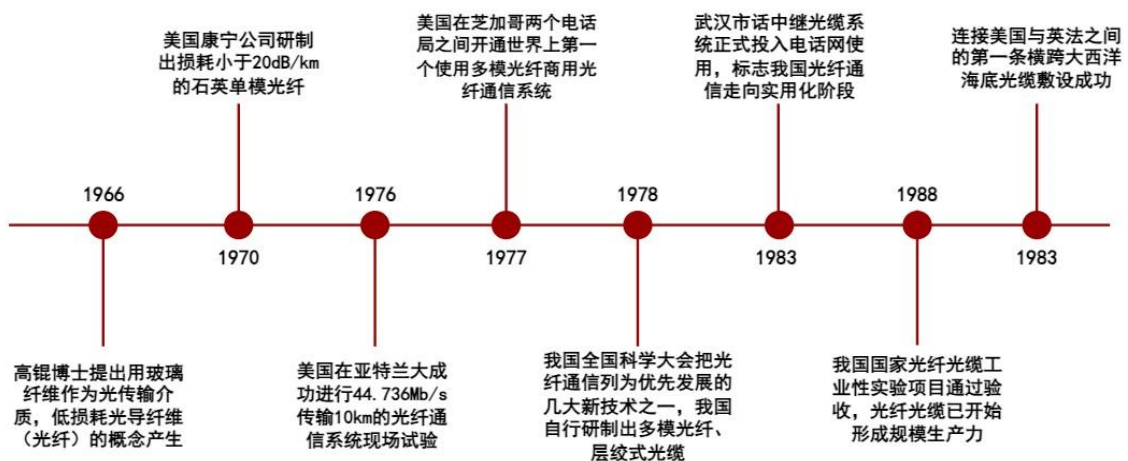 美国康宁公司研制
出损耗小于20dB/km
的石英单模光纤
美国在芝加哥两个电话
局之间开通世界上第一
个使用多模光纤商用光
纤通信系统
武汉市话中继光缆系
统正式投入电话网使
用，标志我国光纤通
信走向实用化阶段
连接美国与英法之间
的第一条横跨大西洋
海底光缆敷设成功
1966
1976
1978
1988
1970
1977
1983
1983
高锟博士提出用玻璃
纤维作为光传输介
质，低损耗光导纤维
（光纤）的概念产生
美国在亚特兰大成
功进行44.736Mb/s
传输10km的光纤通
信系统现场试验
我国全国科学大会把光
纤通信列为优先发展的
几大新技术之一，我国
自行研制出多模光纤、
层绞式光缆
我国国家光纤光缆工
业性实验项目通过验
收，光纤光缆已开始
形成规模生产力